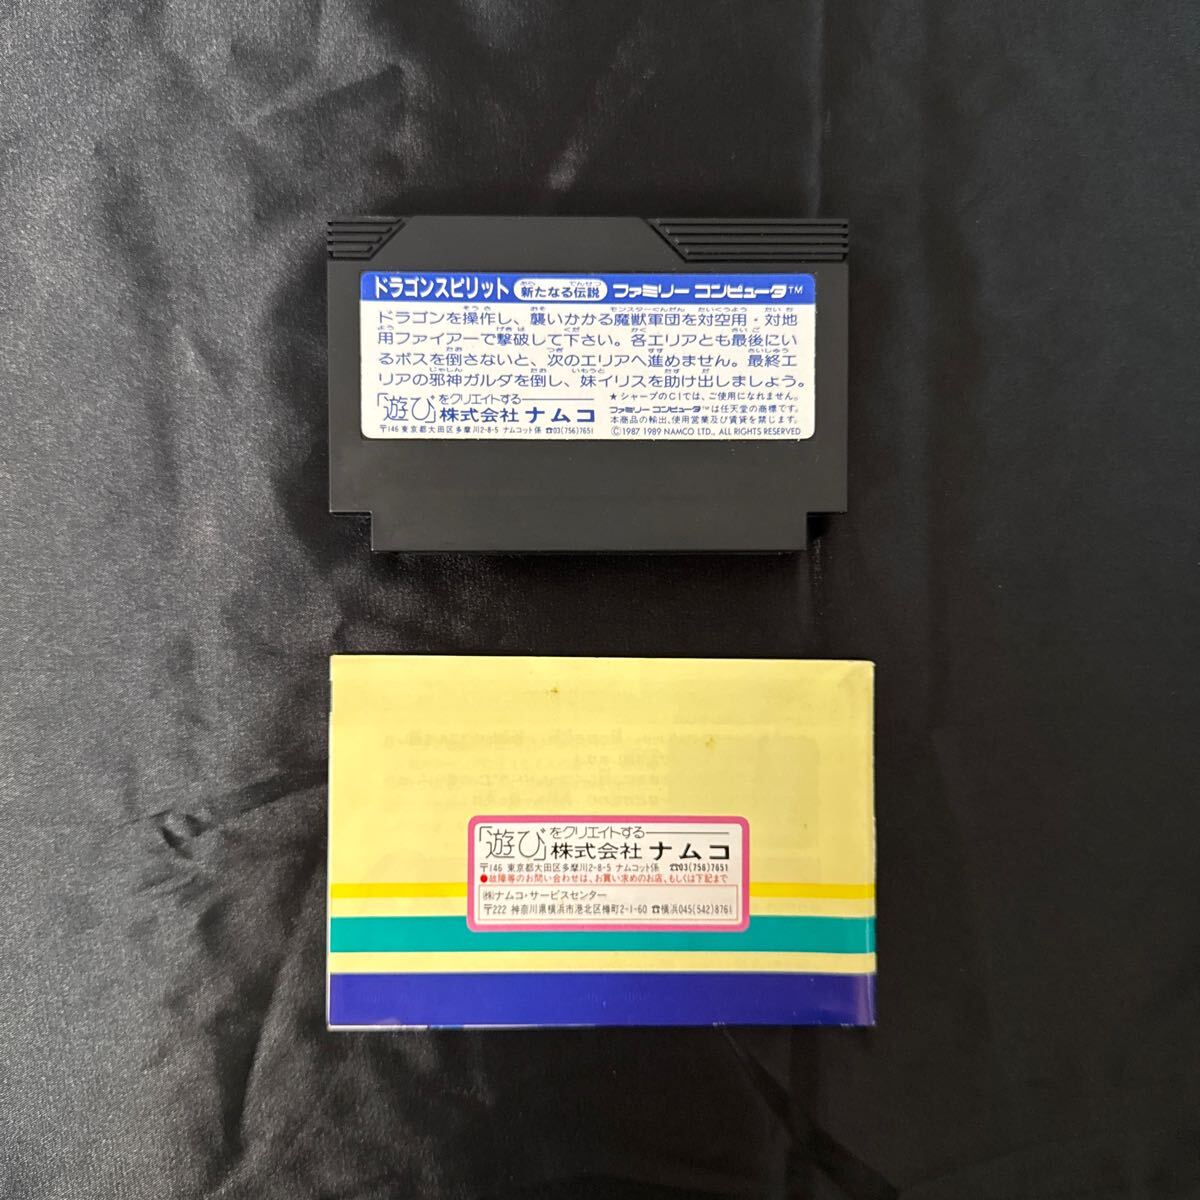 ドラゴンスピリット 新たなる伝説 ファミリー コンピュータ™
ドラゴンを操作し、襲いかかる魔獣軍団を対空用・対地
用ファイアーで撃破して下さい。各エリアとも最後にい
るボスを倒さないと、次のエリアへ進めません。最終エ
リアの邪神ガルダを倒し、妹イリスを助け出しましょう。
「遊び」をクリエイトする
株式会社 ナムコ
〒146 東京都大田区多摩川2-8-5 ナムコット係 ☎03(756)7651
★シャープのC1では、ご使用になれません。
ファミリー コンピュータ™は任天堂の商標です。
本商品の輸出、使用営業及び賃貸を禁じます。
©1987 1989 NAMCO LTD., ALL RIGHTS RESERVED
「遊び」をクリエイトする
株式会社 ナムコ
〒146 東京都大田区多摩川2-8-5 ナムコット係 ☎03(756)7651
●故障等のお問い合わせは、お買い求めのお店、もしくは下記まで
㈱ナムコ・サービスセンター
〒222 神奈川県横浜市港北区樽町2-1-60 ☎横浜045(542)8761